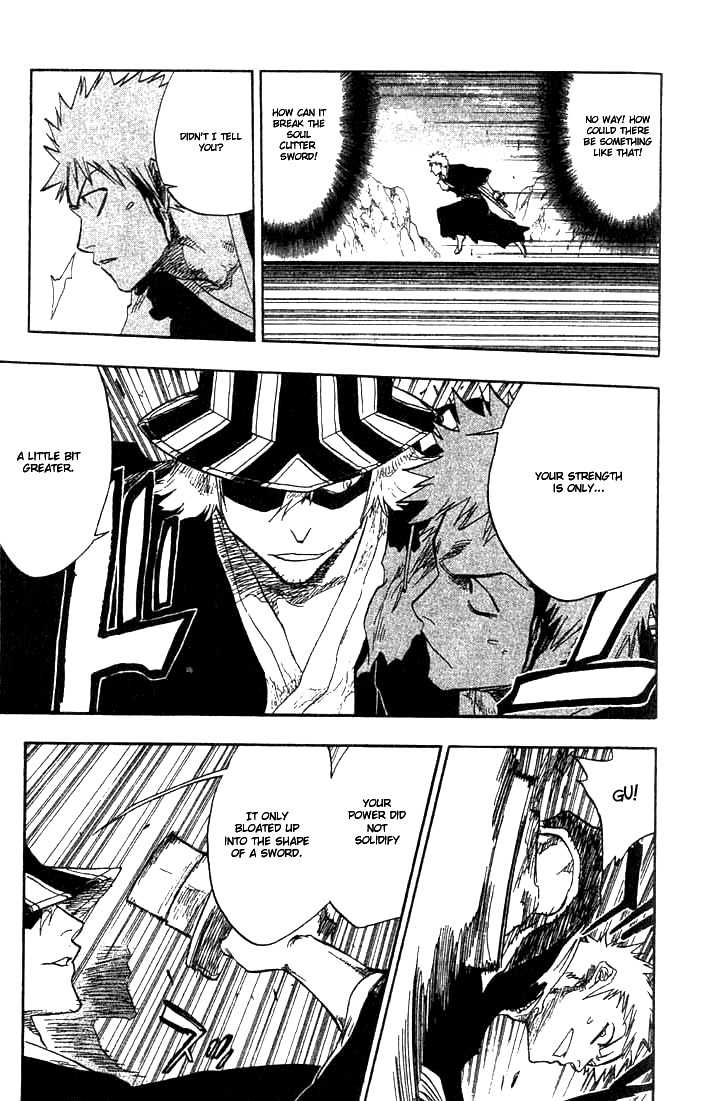 NO WAY! HOW
COULD THERE
BE SOMETHING
LIKE THAT!
HOW CAN IT
BREAK THE
SOUL
CUTTER
SWORD!
DIDN'T I TELL
YOU?
YOUR STRENGTH
IS ONLY...
A LITTLE BIT
GREATER.
GU!
YOUR
POWER DID
NOT
SOLIDIFY
IT ONLY
BLOATED UP
INTO THE SHAPE
OF A SWORD.